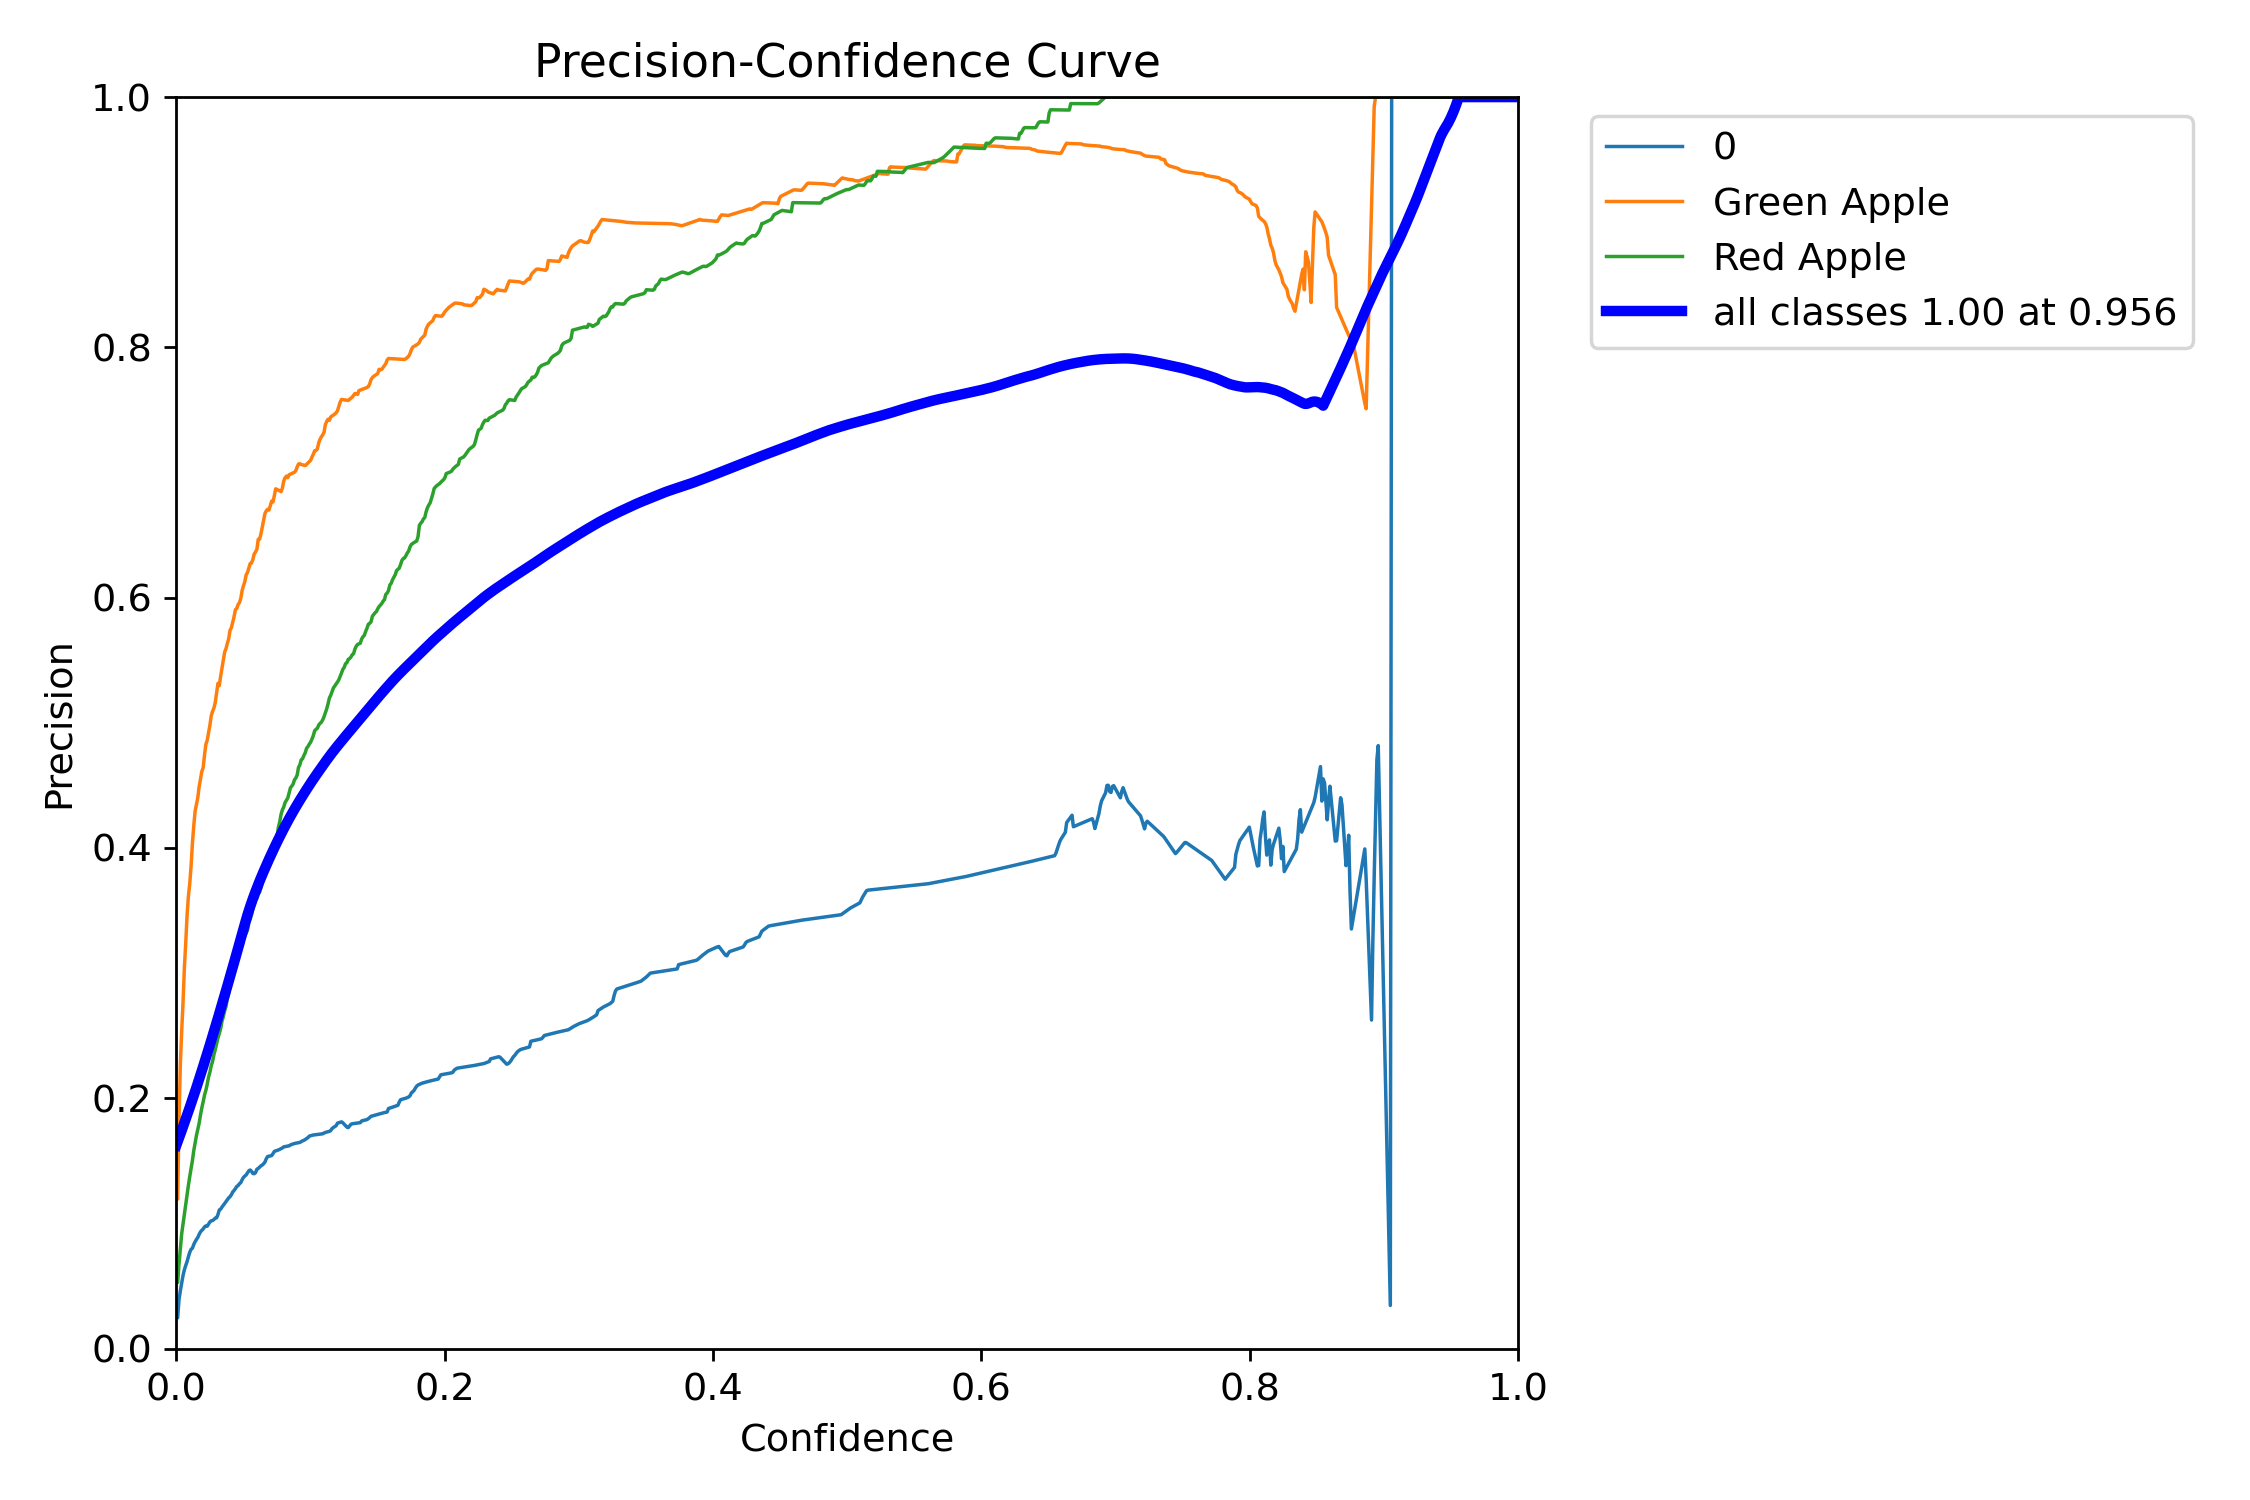 Precision-Confidence Curve
1.0
0.8
0.6
0.4
0.2
0.0
Precision
0.0 0.2 0.4 0.6 0.8 1.0
Confidence
0
Green Apple
Red Apple
all classes 1.00 at 0.956